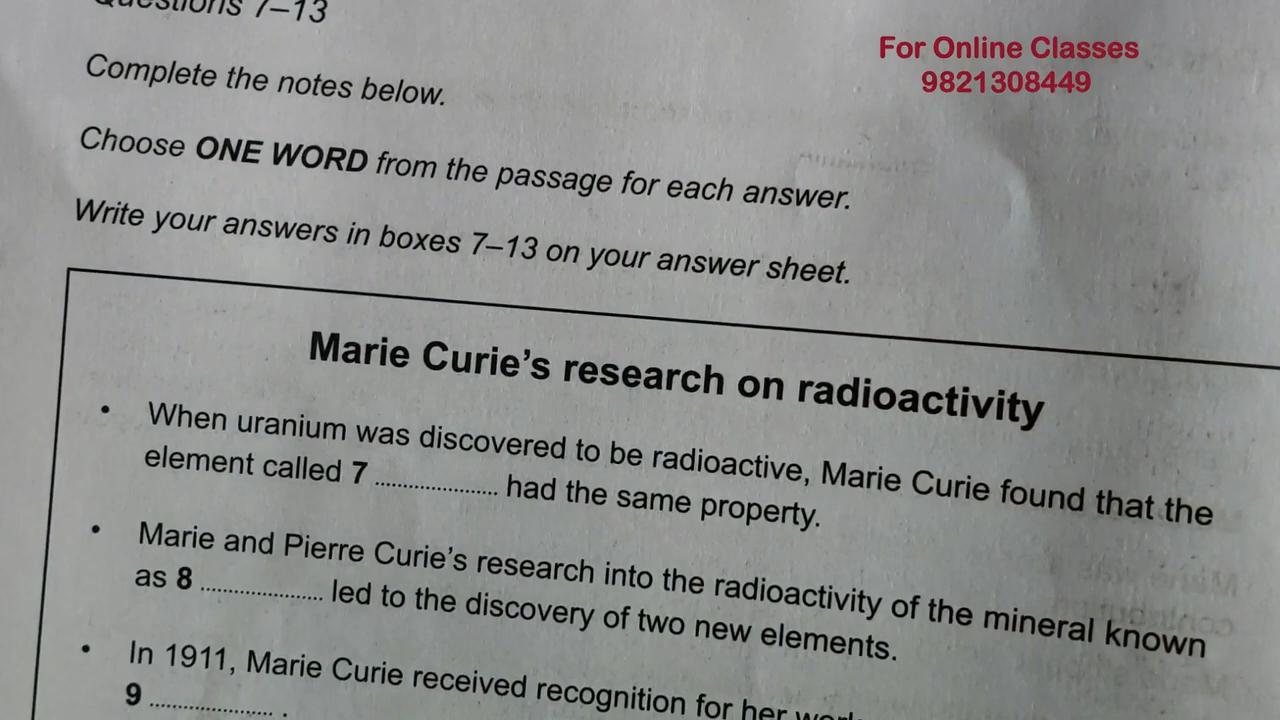 Questions 7–13
For Online Classes
9821308449
Complete the notes below.
Choose ONE WORD from the passage for each answer.
Write your answers in boxes 7–13 on your answer sheet.
Marie Curie's research on radioactivity
• When uranium was discovered to be radioactive, Marie Curie found that the
element called 7 ..................... had the same property.
• Marie and Pierre Curie's research into the radioactivity of the mineral known
as 8 ..................... led to the discovery of two new elements.
• In 1911, Marie Curie received recognition for her work
9 ..................... .